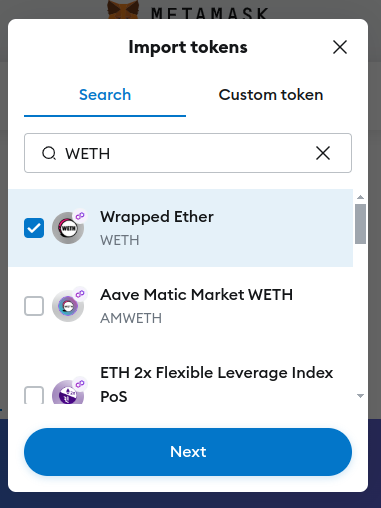 METAMASK
Import tokens
Search
Custom token
WETH
Wrapped Ether
WETH
Aave Matic Market WETH
AMWETH
ETH 2x Flexible Leverage Index
PoS
Next